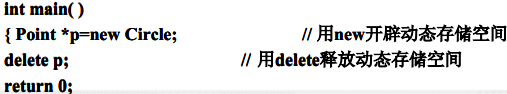 int main( )
{ Point *p=new Circle; // 用new开辟动态存储空间
delete p; // 用delete释放动态存储空间
return 0;